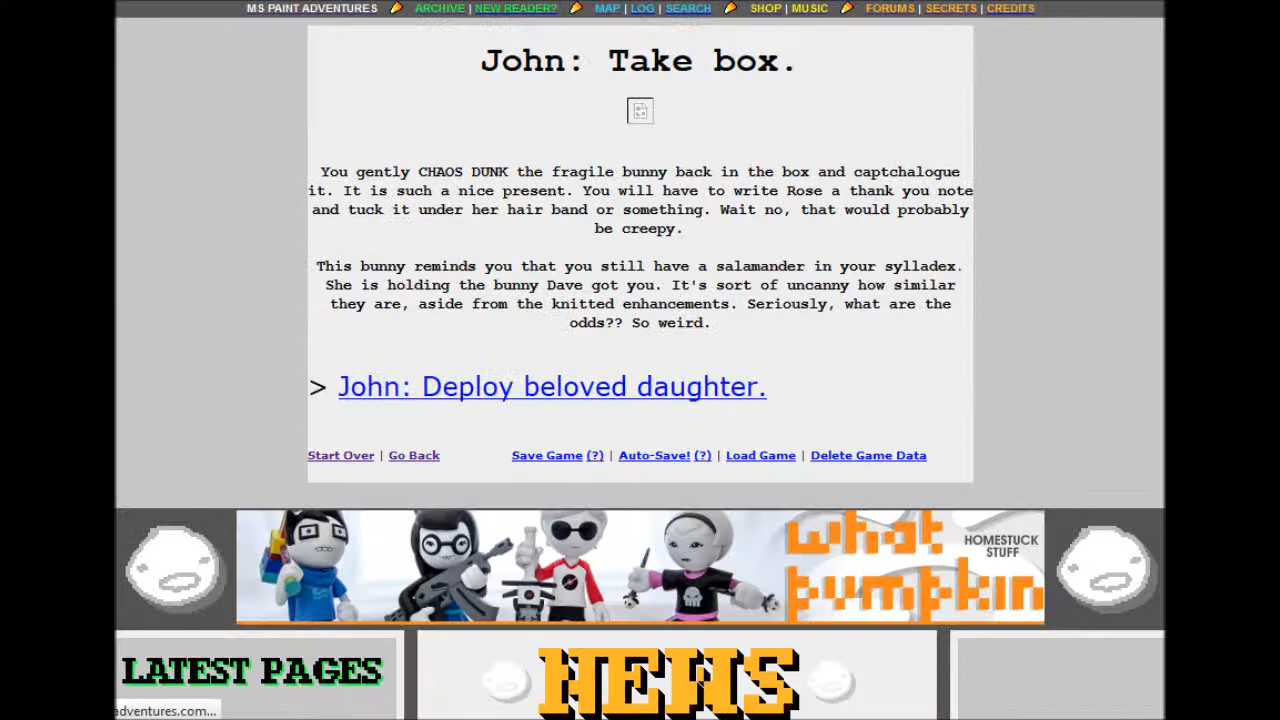 MS PAINT ADVENTURES ARCHIVE | NEW READER? MAP | LOG | SEARCH SHOP | MUSIC FORUMS | SECRETS | CREDITS
John: Take box.
You gently CHAOS DUNK the fragile bunny back in the box and captchalogue
it. It is such a nice present. You will have to write Rose a thank you note
and tuck it under her hair band or something. Wait no, that would probably
be creepy.
This bunny reminds you that you still have a salamander in your sylladex.
She is holding the bunny Dave got you. It's sort of uncanny how similar
they are, aside from the knitted enhancements. Seriously, what are the
odds?? So weird.
> John: Deploy beloved daughter.
Start Over | Go Back Save Game (?) | Auto-Save! (?) | Load Game | Delete Game Data
what
pumpkin
HOMESTUCK
STUFF
LATEST PAGES
NEWS
adventures.com...